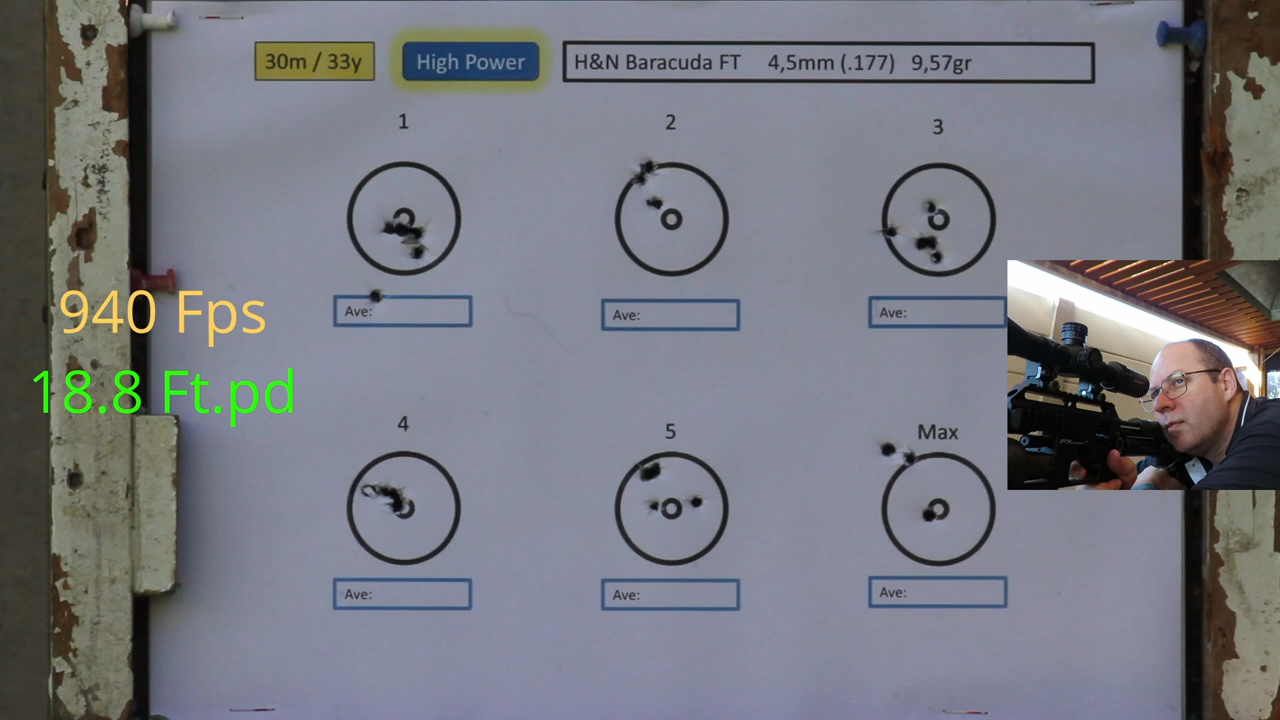 30m / 33y High Power H&N Baracuda FT 4,5mm (.177) 9,57gr
1 2 3
Ave: Ave: Ave:
940 Fps
18.8 Ft.pd
4 5 Max
Ave: Ave: Ave: